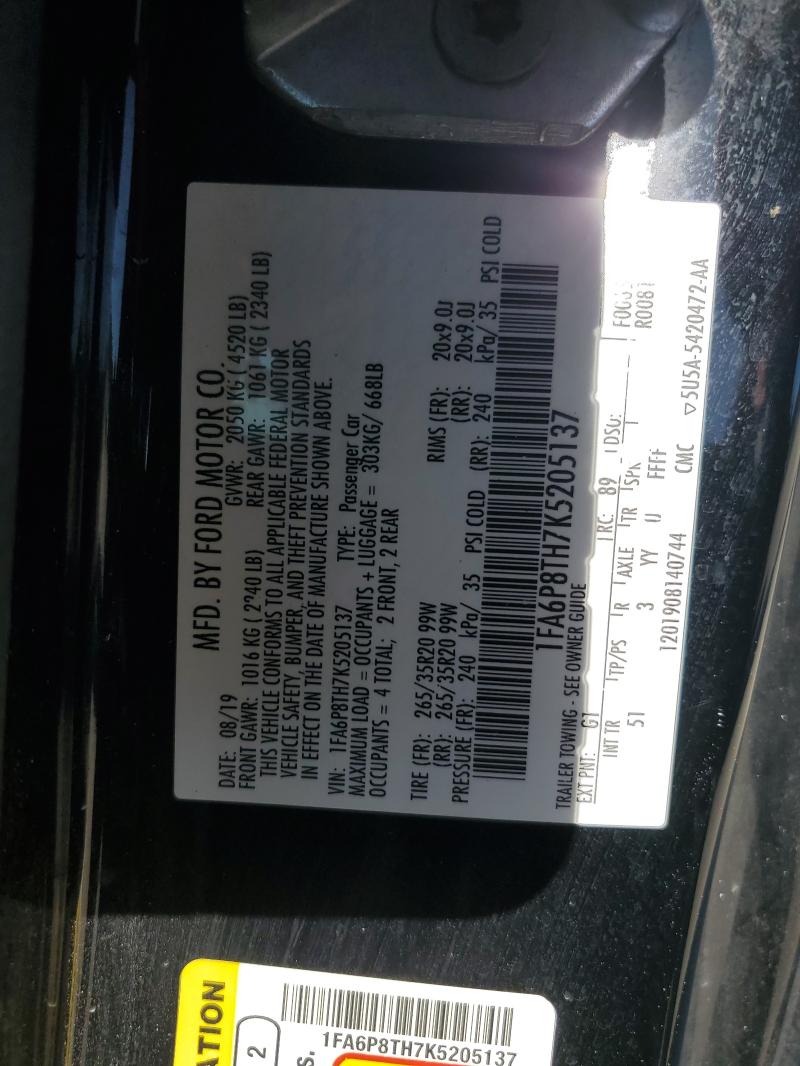 MFD. BY FORD MOTOR CO.
DATE: 08/19 GVWR: 2050 KG ( 4520 LB)
FRONT GAWR: 1016 KG ( 2240 LB) REAR GAWR: 1061 KG ( 2340 LB)
THIS VEHICLE CONFORMS TO ALL APPLICABLE FEDERAL MOTOR
VEHICLE SAFETY, BUMPER, AND THEFT PREVENTION STANDARDS
IN EFFECT ON THE DATE OF MANUFACTURE SHOWN ABOVE.
VIN: 1FA6P8TH7K5205137 TYPE: Passenger Car
MAXIMUM LOAD = OCCUPANTS + LUGGAGE = 303KG/ 668LB
OCCUPANTS = 4 TOTAL; 2 FRONT, 2 REAR
TIRE (FR): 265/35R20 99W RIMS (FR): 20x9.0J
(RR): 265/35R20 99W (RR): 20x9.0J
PRESSURE (FR): 240 kPa/ 35 PSI COLD (RR): 240 kPa/ 35 PSI COLD
1FA6P8TH7K5205137
TRAILER TOWING - SEE OWNER GUIDE
EXT PNT: G1 RC: 89 DSO:
INT TR TP/PS R AXLE TR SPR R0081
51 3 YY U
1201908140744 CMC ▽5U5A-5420472-AA
ATION
2
S.
1FA6P8TH7K5205137